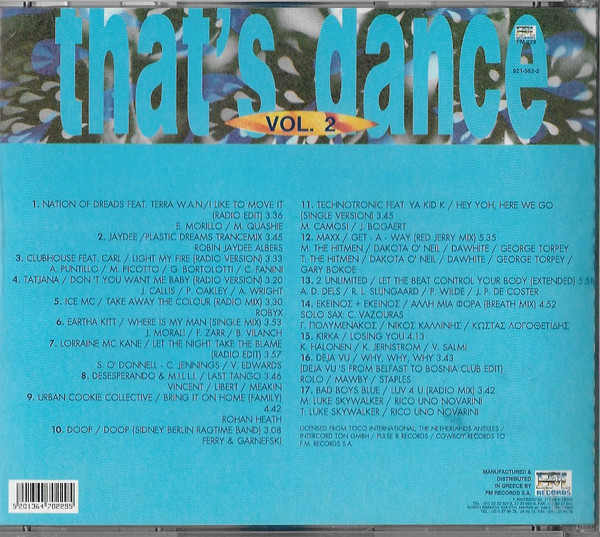 that's dance
VOL. 2
921-363-2
1. NATION OF DREADS FEAT. TERRA W.A.N./I LIKE TO MOVE IT
(RADIO EDIT) 3.36
E. MORILLO / M. QUASHIE
2. JAYDEE /PLASTIC DREAMS TRANCEMIX 3.45
ROBIN JAYDEE ALBERS
3. CLUBHOUSE FEAT. CARL / LIGHT MY FIRE (RADIO VERSION) 3.33
A. PUNTILLO / M. PICOTTO / G. BORTOLOTTI / C. FANINI
4. TATJANA / DON 'T YOU WANT ME BABY (RADIO VERSION) 3.20
J. CALLIS / P. OAKEY / A. WRIGHT
5. ICE MC / TAKE AWAY THE COLOUR (RADIO MIX) 3.30
ROBYX
6. EARTHA KITT / WHERE IS MY MAN (SINGLE MIX) 3.53
J. MORALI / F. ZARR / B. VILANCH
7. LORRAINE MC KANE / LET THE NIGHT TAKE THE BLAME
(RADIO EDIT) 3.57
S. O' DONNELL - C. JENNINGS / V. EDWARDS
8. DESESPERANDO & M.I.L.L.I. / LAST TANGO 3.46
VINCENT / LIBERT / MEAKIN
9. URBAN COOKIE COLLECTIVE / BRING IT ON HOME (FAMILY)
4.42
ROHAN HEATH
10. DOOP / DOOP (SIDNEY BERLIN RAGTIME BAND) 3.08
FERRY & GARNEFSKI
11. TECHNOTRONIC FEAT. YA KID K / HEY YOH, HERE WE GO
(SINGLE VERSION) 3.45
M. CAMOSI / J. BOGAERT
12. MAXX / GET - A - WAY (RED JERRY MIX) 5.35
M. THE HITMEN / DAKOTA O' NEIL / DAWHITE / GEORGE TORPEY
T. THE HITMEN / DAKOTA O' NEIL / DAWHITE / GEORGE TORPEY /
GARY BOKOE
13. 2 UNLIMITED / LET THE BEAT CONTROL YOUR BODY (EXTENDED)
A. D. DELS / R. L. SLIJNGAARD / P. WILDE / J. P. DE COSTER
14. ΕΚΕΙΝΟΣ + ΕΚΕΙΝΟΣ / ΑΛΛΗ ΜΙΑ ΦΟΡΑ (BREATH MIX) 4.52
SOLO SAX: C. VAZOURAS
Γ. ΠΟΛΥΜΕΝΑΚΟΣ / ΝΙΚΟΣ ΚΑΛΛΙΝΗΣ / ΚΩΣΤΑΣ ΛΟΓΟΘΕΤΙΔΗΣ
15. KIRKA / LOSING YOU 4.13
K. HALONEN / K. JERNSTROM / V. SALMI
16. DEJA VU / WHY, WHY, WHY 3.43
(DEJA VU 'S FROM BELFAST TO BOSNIA CLUB EDIT)
ROLO / MAWBY / STAPLES
17. BAD BOYS BLUE / LUV 4 U (RADIO MIX) 3.42
M: LUKE SKYWALKER / RICO UNO NOVARINI
T: LUKE SKYWALKER / RICO UNO NOVARINI
LICENSED FROM TOCO INTERNATIONAL, THE NETHERLANDS ANTILLES /
INTERCORD TON GMBH / PULSE 8 RECORDS / COWBOY RECORDS TO
F.M. RECORDS S.A.
5201364702295
MANUFACTURED &
DISTRIBUTED
IN GREECE BY
FM RECORDS S.A.
RECORDS